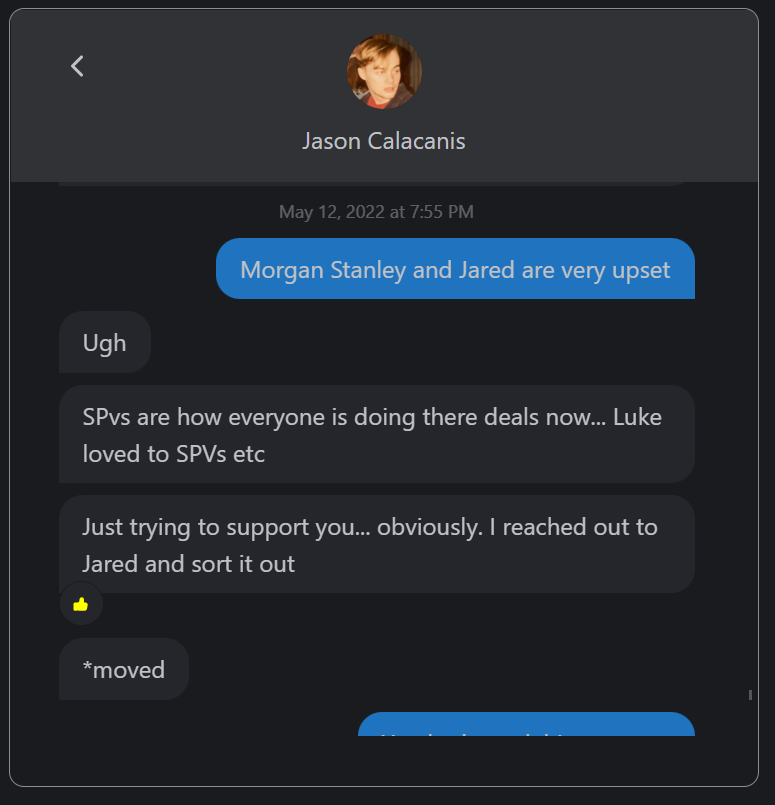 Jason Calacanis
May 12, 2022 at 7:55 PM
Morgan Stanley and Jared are very upset
Ugh
SPvs are how everyone is doing there deals now... Luke
loved to SPVs etc
Just trying to support you... obviously. I reached out to
Jared and sort it out
*moved